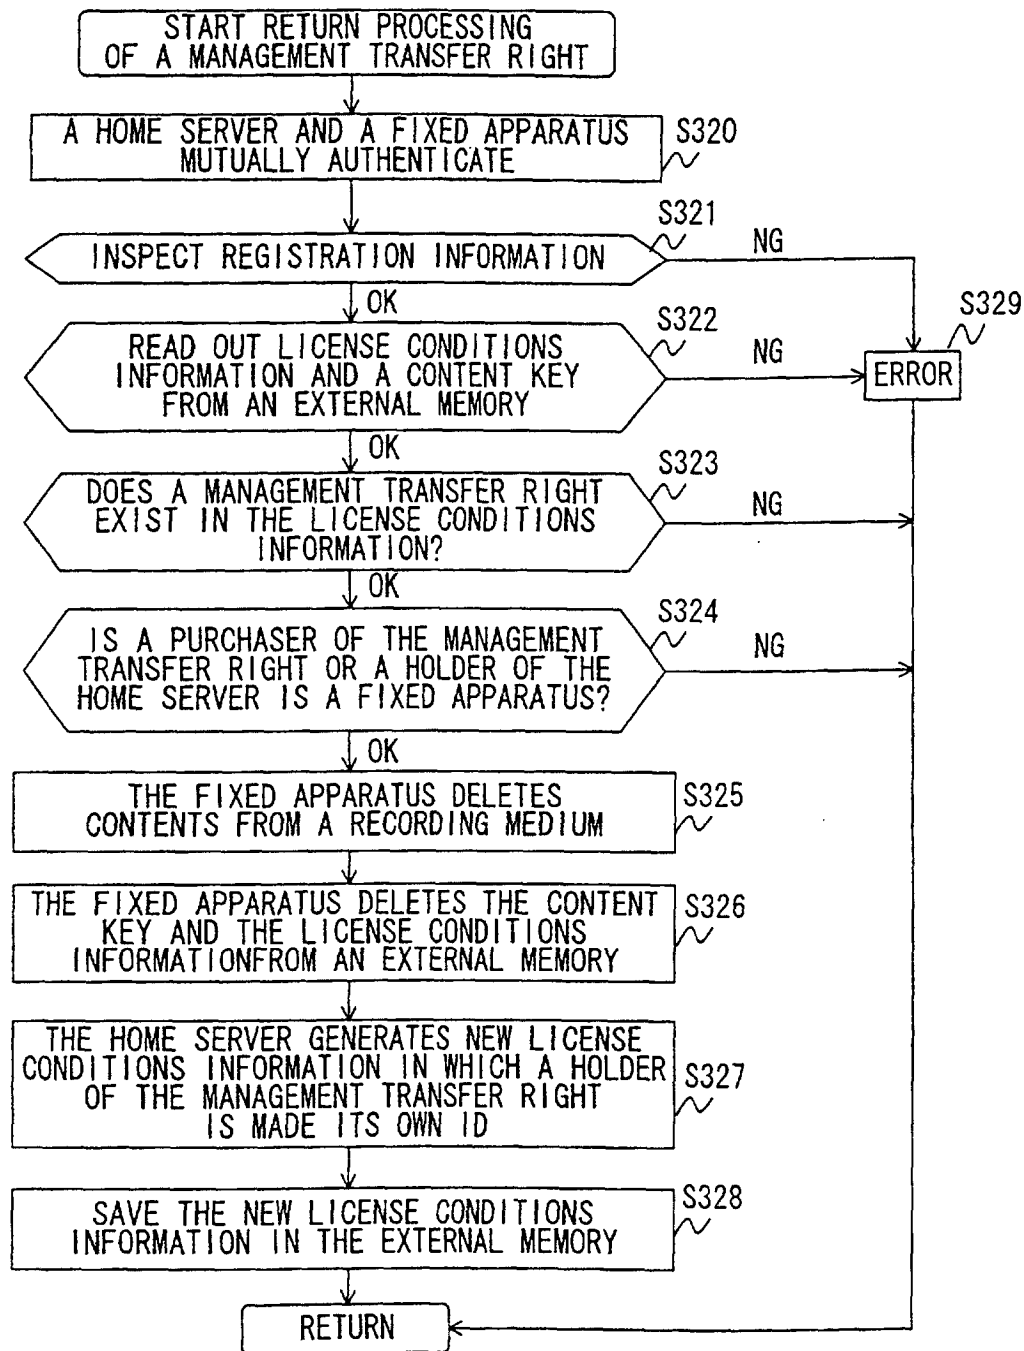 START RETURN PROCESSING
OF A MANAGEMENT TRANSFER RIGHT
A HOME SERVER AND A FIXED APPARATUS
MUTUALLY AUTHENTICATE
S320
S321
INSPECT REGISTRATION INFORMATION
NG
OK
S329
ERROR
S322
READ OUT LICENSE CONDITIONS
INFORMATION AND A CONTENT KEY
FROM AN EXTERNAL MEMORY
NG
OK
S323
DOES A MANAGEMENT TRANSFER RIGHT
EXIST IN THE LICENSE CONDITIONS
INFORMATION?
NG
OK
S324
IS A PURCHASER OF THE MANAGEMENT
TRANSFER RIGHT OR A HOLDER OF THE
HOME SERVER IS A FIXED APPARATUS?
NG
OK
THE FIXED APPARATUS DELETES
CONTENTS FROM A RECORDING MEDIUM
S325
THE FIXED APPARATUS DELETES THE CONTENT
KEY AND THE LICENSE CONDITIONS
INFORMATIONFROM AN EXTERNAL MEMORY
S326
THE HOME SERVER GENERATES NEW LICENSE
CONDITIONS INFORMATION IN WHICH A HOLDER
OF THE MANAGEMENT TRANSFER RIGHT
IS MADE ITS OWN ID
S327
SAVE THE NEW LICENSE CONDITIONS
INFORMATION IN THE EXTERNAL MEMORY
S328
RETURN